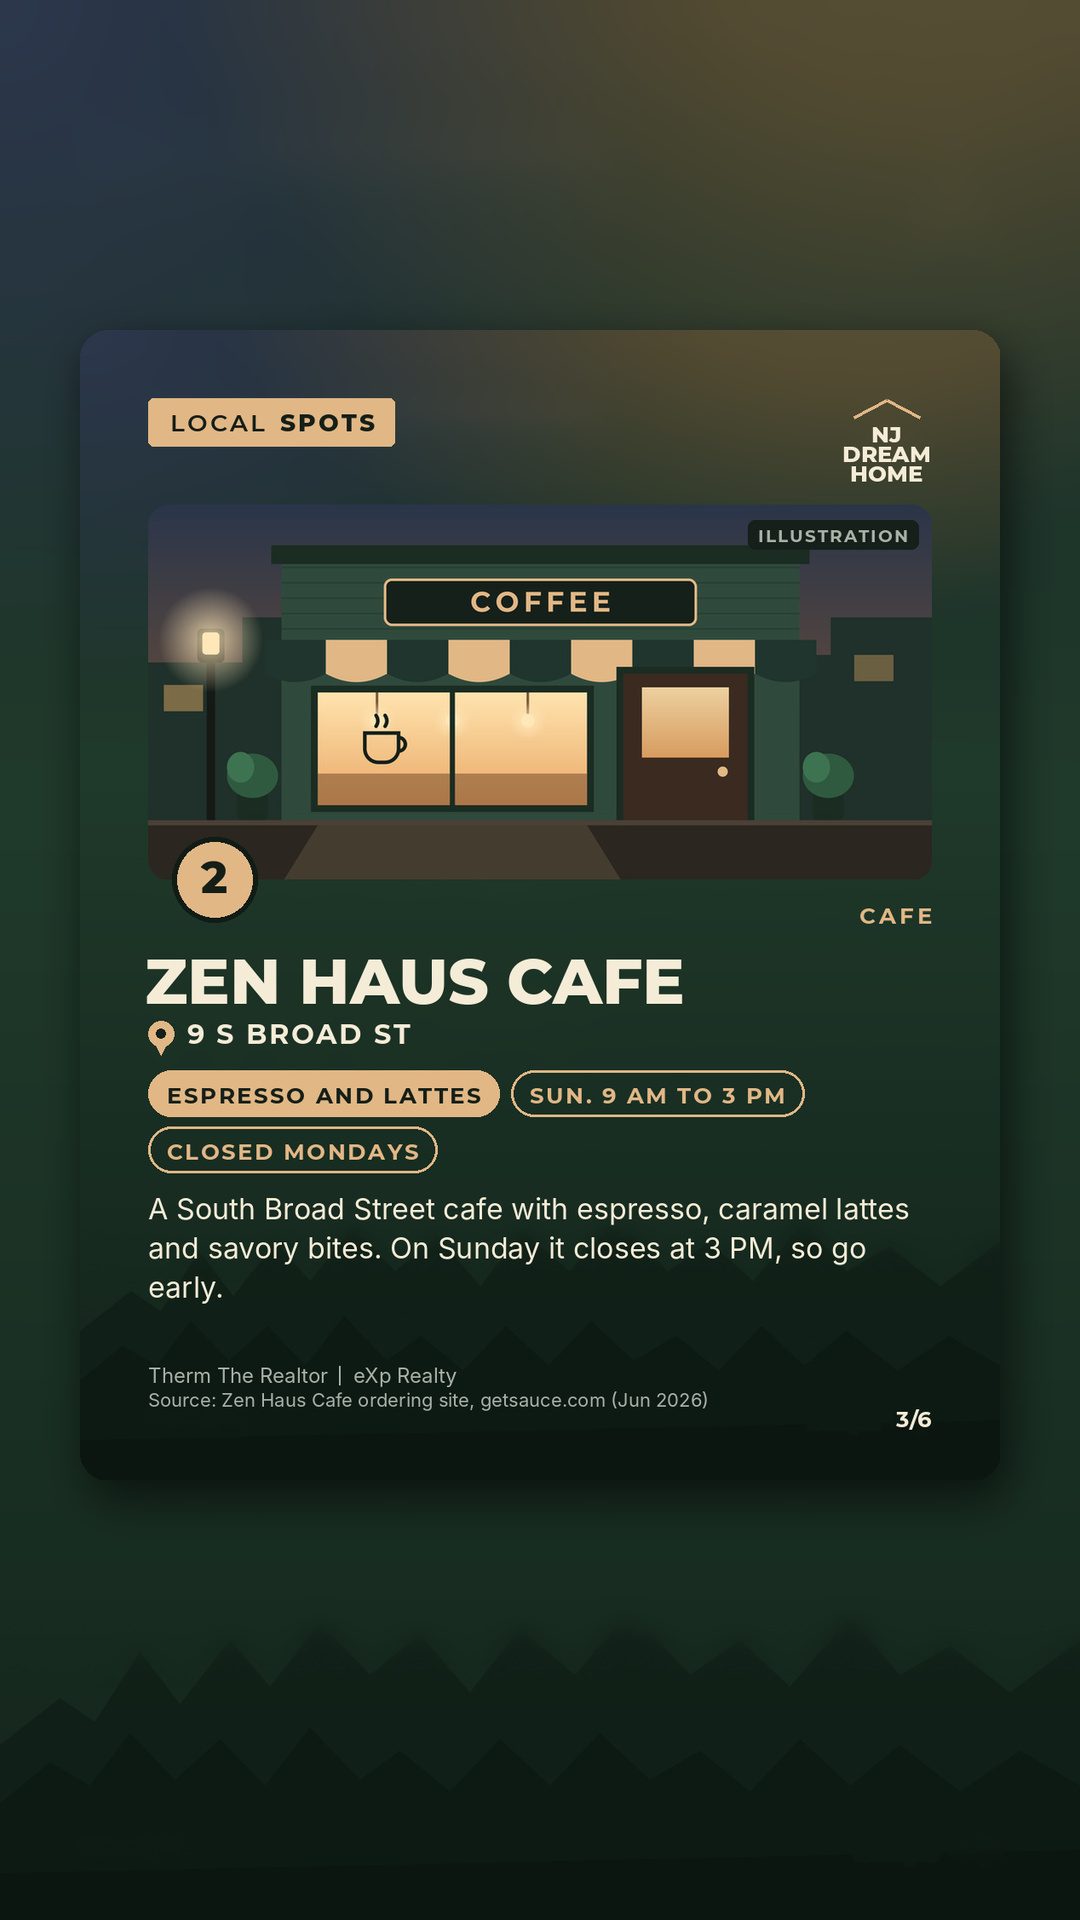 LOCAL SPOTS
NJ
DREAM
HOME
ILLUSTRATION
COFFEE
2
CAFE
ZEN HAUS CAFE
9 S BROAD ST
ESPRESSO AND LATTES
SUN. 9 AM TO 3 PM
CLOSED MONDAYS
A South Broad Street cafe with espresso, caramel lattes
and savory bites. On Sunday it closes at 3 PM, so go
early.
Therm The Realtor | eXp Realty
Source: Zen Haus Cafe ordering site, getsauce.com (Jun 2026)
3/6